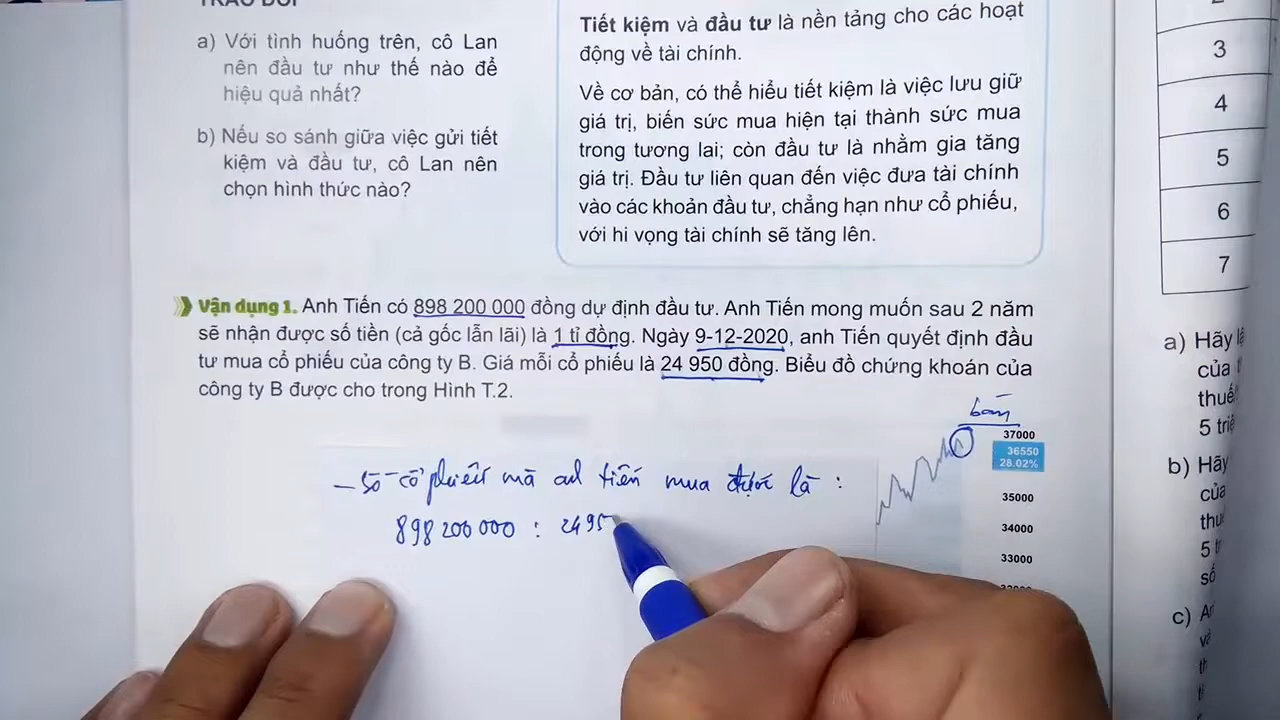 TRAO ĐỔI
a) Với tình huống trên, cô Lan
nên đầu tư như thế nào để
hiệu quả nhất?
b) Nếu so sánh giữa việc gửi tiết
kiệm và đầu tư, cô Lan nên
chọn hình thức nào?
Tiết kiệm và đầu tư là nền tảng cho các hoạt
động về tài chính.
Về cơ bản, có thể hiểu tiết kiệm là việc lưu giữ
giá trị, biến sức mua hiện tại thành sức mua
trong tương lai; còn đầu tư là nhằm gia tăng
giá trị. Đầu tư liên quan đến việc đưa tài chính
vào các khoản đầu tư, chẳng hạn như cổ phiếu,
với hi vọng tài chính sẽ tăng lên.
Vận dụng 1. Anh Tiến có 898 200 000 đồng dự định đầu tư. Anh Tiến mong muốn sau 2 năm
sẽ nhận được số tiền (cả gốc lẫn lãi) là 1 tỉ đồng. Ngày 9-12-2020, anh Tiến quyết định đầu
tư mua cổ phiếu của công ty B. Giá mỗi cổ phiếu là 24 950 đồng. Biểu đồ chứng khoán của
công ty B được cho trong Hình T.2.
bán
37000
36550
28.02%
35000
34000
33000
- Số cổ phiếu mà a Tiến mua được là :
898 200 000 : 2495
3
4
5
6
7
a) Hãy
của
thuế
5 triệ
b) Hãy
của
thu
5
số
c)